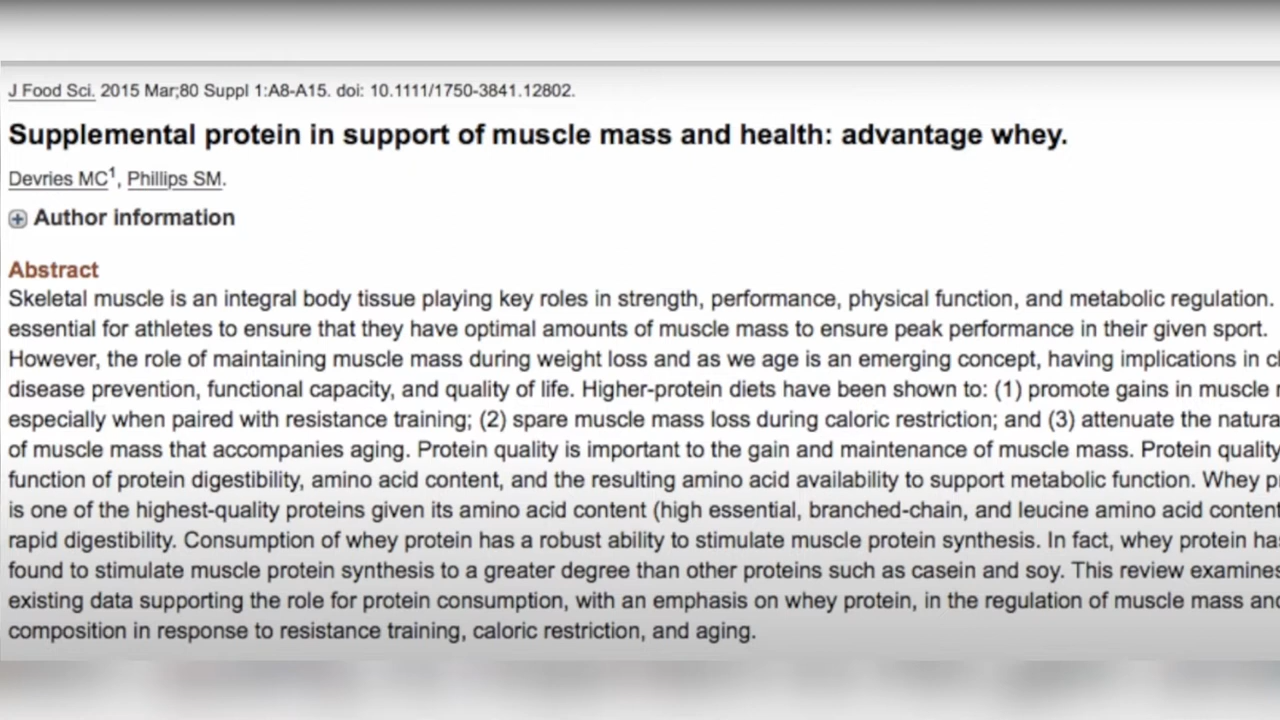 J Food Sci. 2015 Mar;80 Suppl 1:A8-A15. doi: 10.1111/1750-3841.12802.
Supplemental protein in support of muscle mass and health: advantage whey.
Devries MC1, Phillips SM.
Author information
Abstract
Skeletal muscle is an integral body tissue playing key roles in strength, performance, physical function, and metabolic regulation.
essential for athletes to ensure that they have optimal amounts of muscle mass to ensure peak performance in their given sport.
However, the role of maintaining muscle mass during weight loss and as we age is an emerging concept, having implications in
disease prevention, functional capacity, and quality of life. Higher-protein diets have been shown to: (1) promote gains in muscle
especially when paired with resistance training; (2) spare muscle mass loss during caloric restriction; and (3) attenuate the natura
of muscle mass that accompanies aging. Protein quality is important to the gain and maintenance of muscle mass. Protein quality
function of protein digestibility, amino acid content, and the resulting amino acid availability to support metabolic function. Whey
is one of the highest-quality proteins given its amino acid content (high essential, branched-chain, and leucine amino acid content
rapid digestibility. Consumption of whey protein has a robust ability to stimulate muscle protein synthesis. In fact, whey protein ha
found to stimulate muscle protein synthesis to a greater degree than other proteins such as casein and soy. This review examines
existing data supporting the role for protein consumption, with an emphasis on whey protein, in the regulation of muscle mass and
composition in response to resistance training, caloric restriction, and aging.